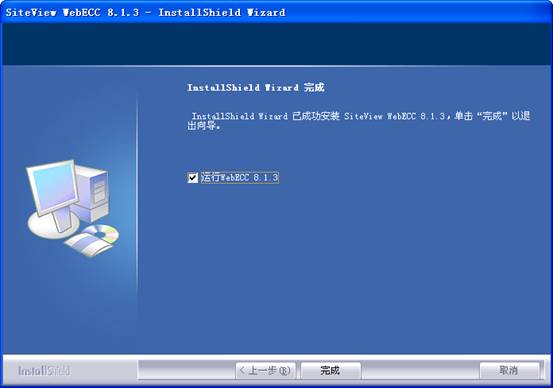 SiteView WebECC 8.1.3 - InstallShield Wizard
InstallShield Wizard 完成
InstallShield Wizard 已成功安装 SiteView WebECC 8.1.3，单击“完成”以退
出向导。
运行WebECC 8.1.3
InstallShield
< 上一步(B) 完成 取消